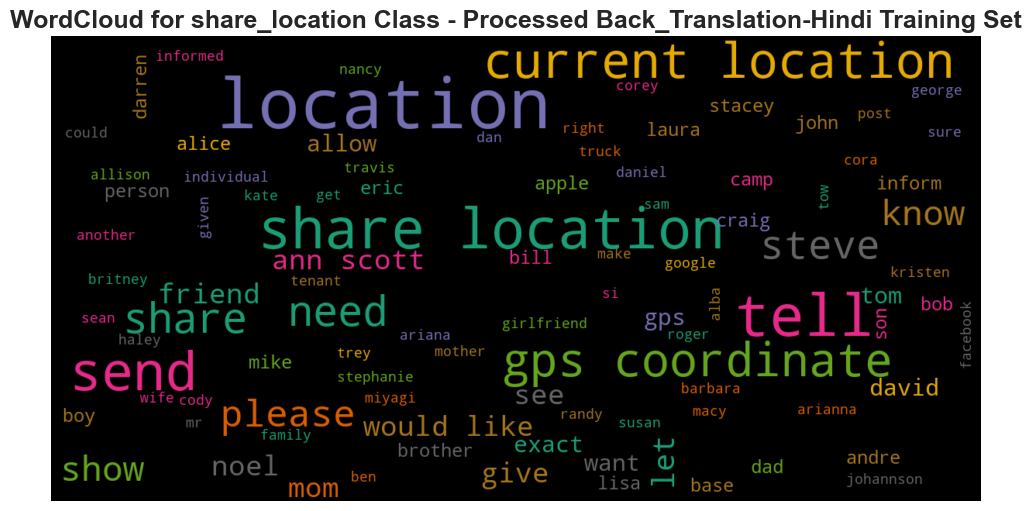 WordCloud for share_location Class - Processed Back_Translation-Hindi Training Set
informed
darren
nancy
location
current location
corey
george
stacey
post
could
alice
allow
dan
right
laura
john
sure
truck
allison
person
individual
travis
eric
kate
get
apple
daniel
camp
cora
inform
tow
given
another
share location
sam
craig
know
steve
ann scott
bill
make
google
kristen
britney
friend
tenant
need
si
gps
alba
tell
tom
son
bob
facebook
sean
share
haley
ariana
girlfriend
roger
send
mike
trey
mother
stephanie
gps coordinate
barbara
david
wife
cody
miyagi
see
macy
arianna
boy
mr
please
family
would like
randy
susan
exact
let
brother
show
noel
mom
ben
give
want
lisa
base
dad
andre
johannson